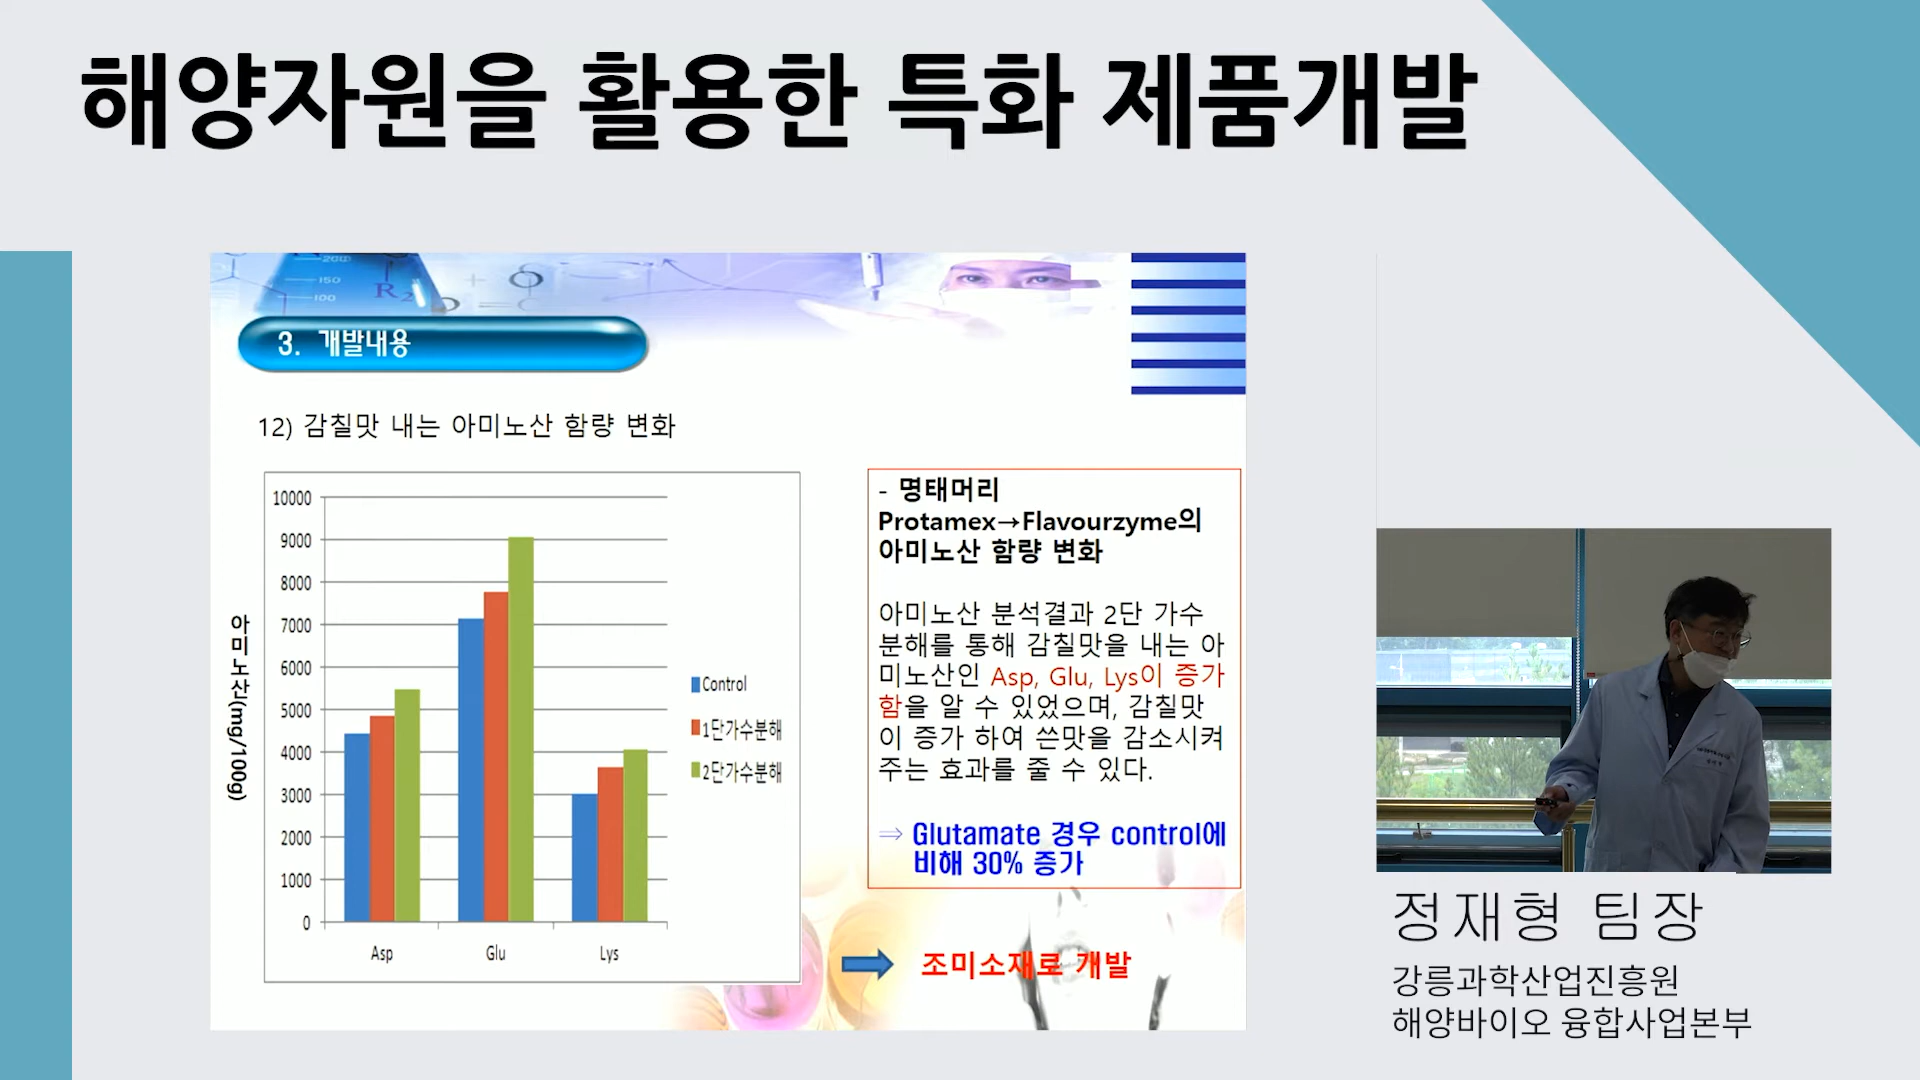 해양자원을 활용한 특화 제품개발
200
150
100
R2
3. 개발내용
12) 감칠맛 내는 아미노산 함량 변화
아미노산(mg/100g)
10000
9000
8000
7000
6000
5000
4000
3000
2000
1000
0
Asp
Glu
Lys
Control
1단가수분해
2단가수분해
- 명태머리
Protamex→Flavourzyme의
아미노산 함량 변화
아미노산 분석결과 2단 가수
분해를 통해 감칠맛을 내는 아
미노산인 Asp, Glu, Lys이 증가
함을 알 수 있었으며, 감칠맛
이 증가 하여 쓴맛을 감소시켜
주는 효과를 줄 수 있다.
⇒ Glutamate 경우 control에
비해 30% 증가
조미소재로 개발
정재형 팀장
강릉과학산업진흥원
해양바이오 융합사업본부